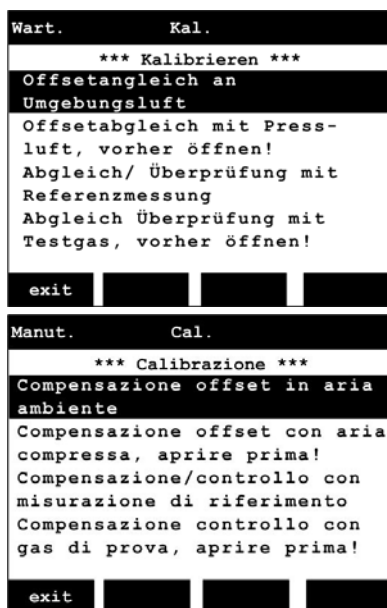 Wart. Kal.
*** Kalibrieren ***
Offsetangleich an
Umgebungsluft
Offsetabgleich mit Press-
luft, vorher öffnen!
Abgleich/ Überprüfung mit
Referenzmessung
Abgleich Überprüfung mit
Testgas, vorher öffnen!
exit
Manut. Cal.
*** Calibrazione ***
Compensazione offset in aria
ambiente
Compensazione offset con aria
compressa, aprire prima!
Compensazione/controllo con
misurazione di riferimento
Compensazione controllo con
gas di prova, aprire prima!
exit